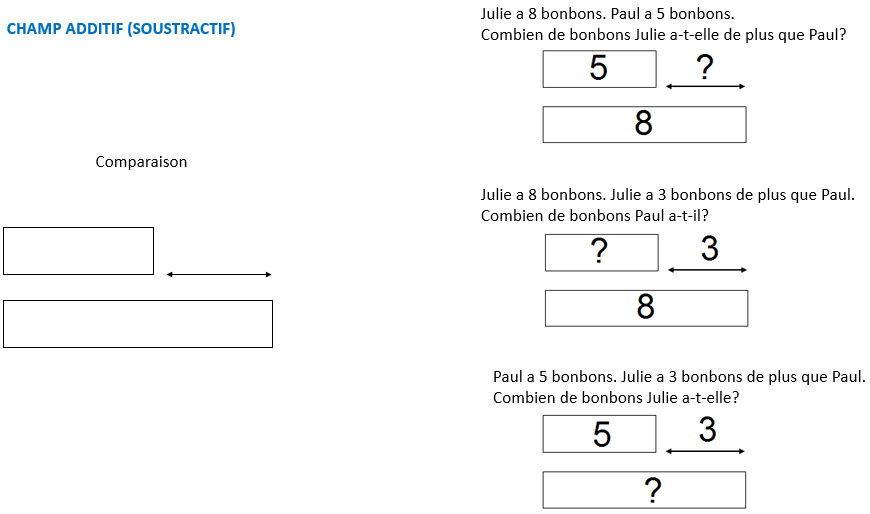 CHAMP ADDITIF (SOUSTRACTIF)
Comparaison
Julie a 8 bonbons. Paul a 5 bonbons.
Combien de bonbons Julie a-t-elle de plus que Paul?
5 ?
8
Julie a 8 bonbons. Julie a 3 bonbons de plus que Paul.
Combien de bonbons Paul a-t-il?
? 3
8
Paul a 5 bonbons. Julie a 3 bonbons de plus que Paul.
Combien de bonbons Julie a-t-elle?
5 3
?